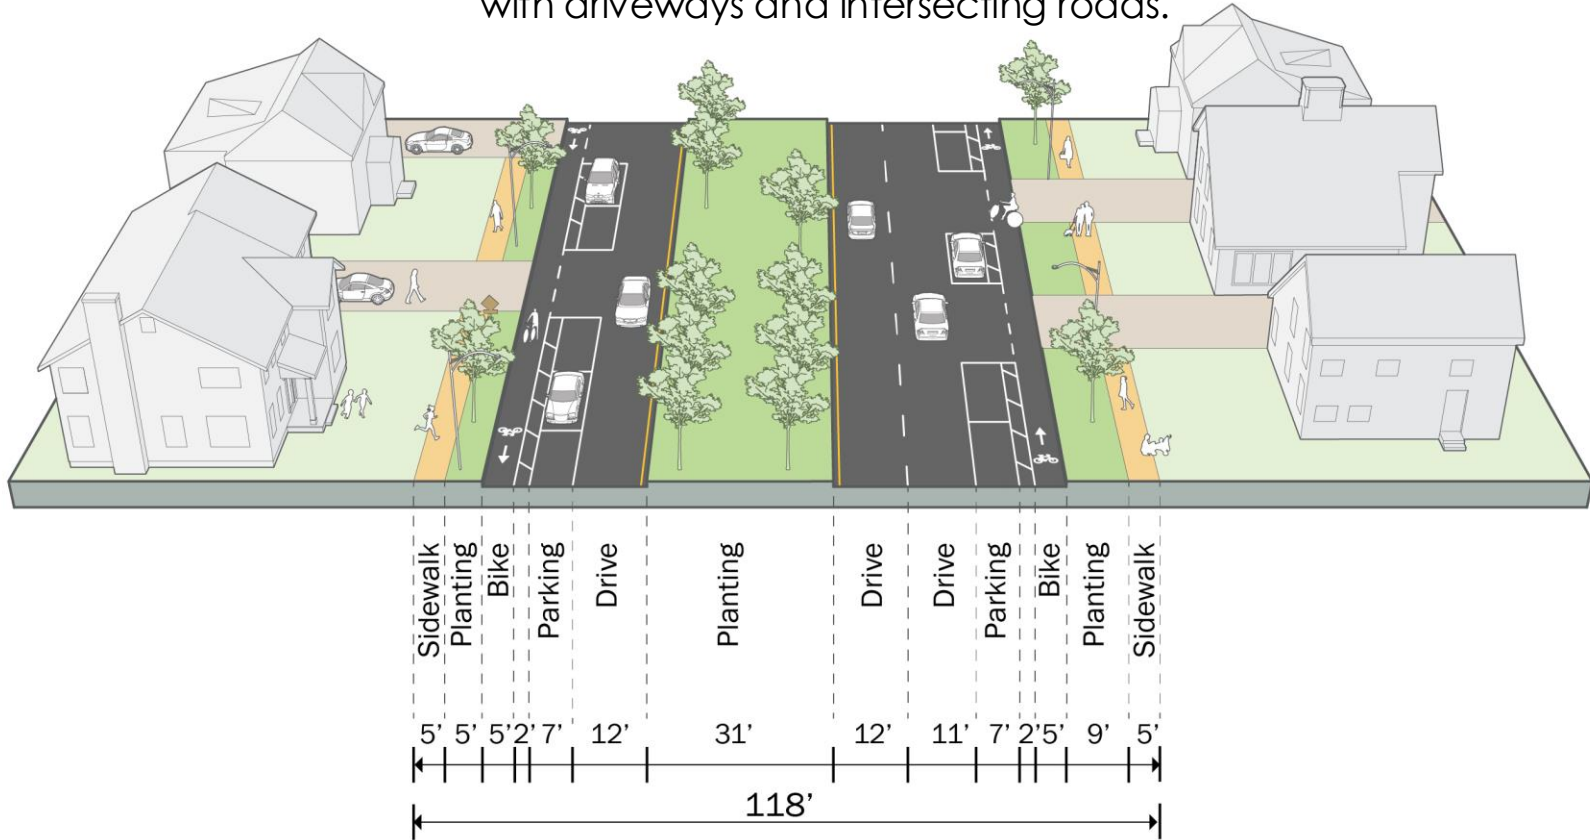 with driveways and intersecting roads.
Sidewalk Planting Bike Parking Drive Planting Drive Drive Parking Bike Planting Sidewalk
5' 5' 5' 2' 7' 12' 31' 12' 11' 7' 2' 5' 9' 5'
118'